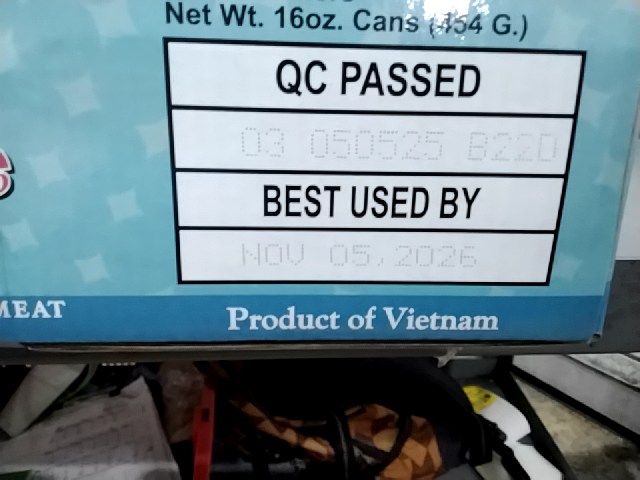 Net Wt. 16oz. Cans (454 G.)
QC PASSED
03 050525 B220
BEST USED BY
NOV 05, 2026
MEAT
Product of Vietnam